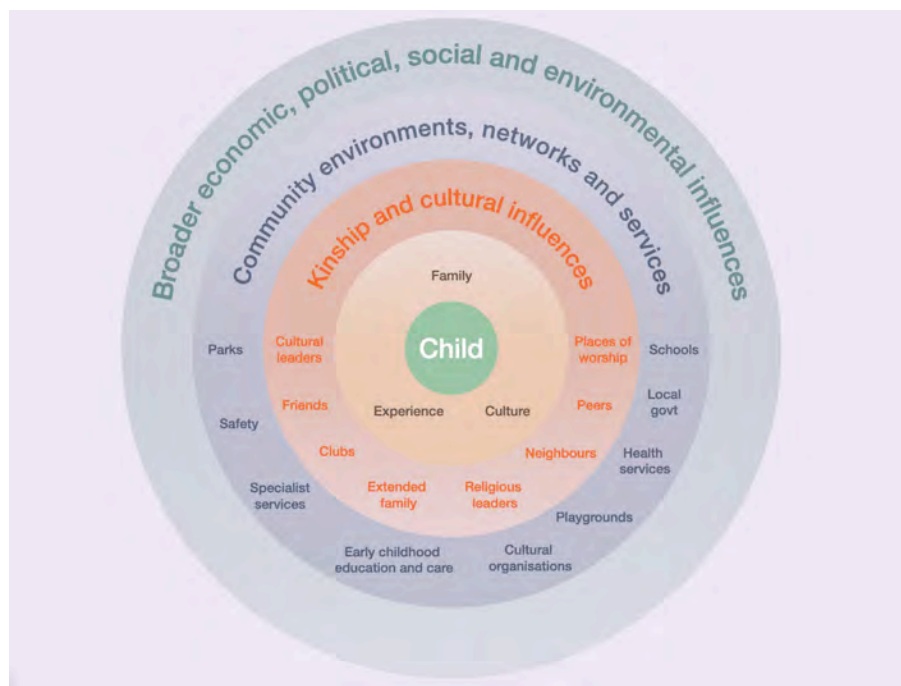 Broader economic, political, social and environmental influences
Community environments, networks and services
Kinship and cultural influences
Family
Child
Experience
Culture
Cultural
leaders
Friends
Clubs
Extended
family
Religious
leaders
Neighbours
Peers
Places of
worship
Parks
Safety
Specialist
services
Early childhood
education and care
Cultural
organisations
Playgrounds
Health
services
Local
govt
Schools